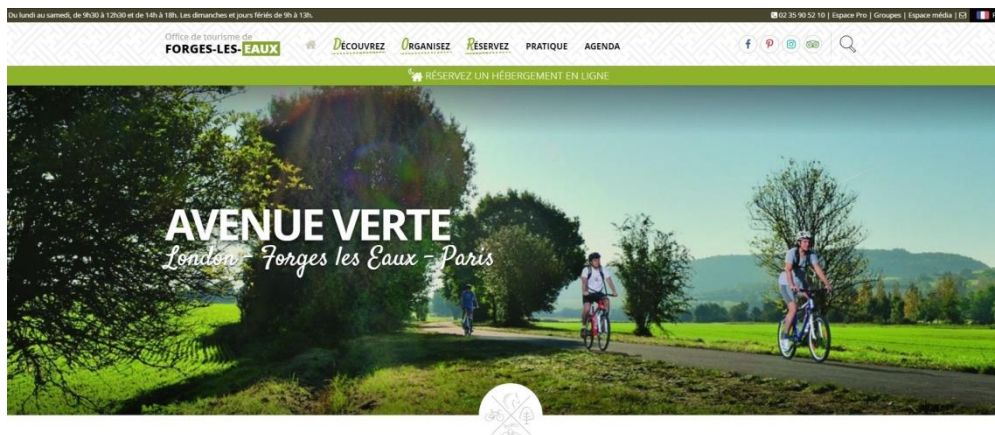 Du lundi au samedi, de 9h30 à 12h30 et de 14h à 18h. Les dimanches et jours fériés de 9h à 13h.
02 35 90 52 10 | Espace Pro | Groupes | Espace média |
Office de tourisme de
FORGES-LES-EAUX
DÉCOUVREZ ORGANISEZ RÉSERVEZ PRATIQUE AGENDA
RÉSERVEZ UN HÉBERGEMENT EN LIGNE
AVENUE VERTE
London - Forges les Eaux - Paris